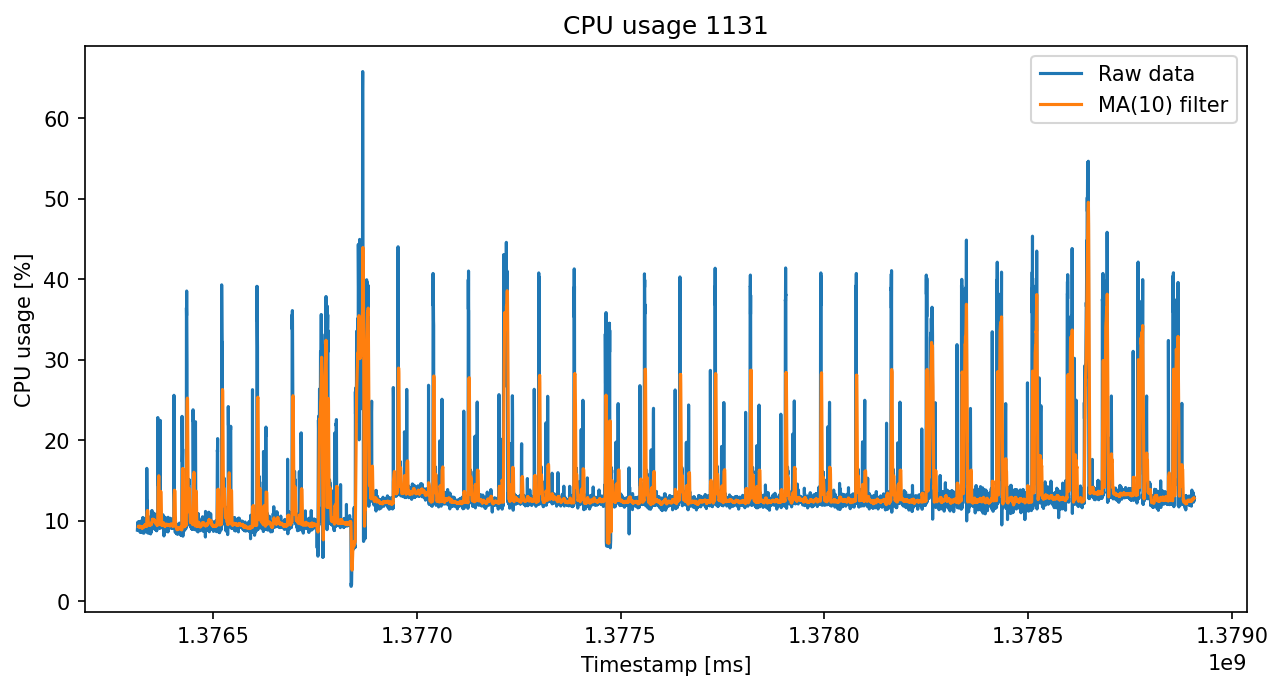 CPU usage 1131
Raw data
MA(10) filter
CPU usage [%]
60
50
40
30
20
10
0
1.3765 1.3770 1.3775 1.3780 1.3785 1.3790
1e9
Timestamp [ms]